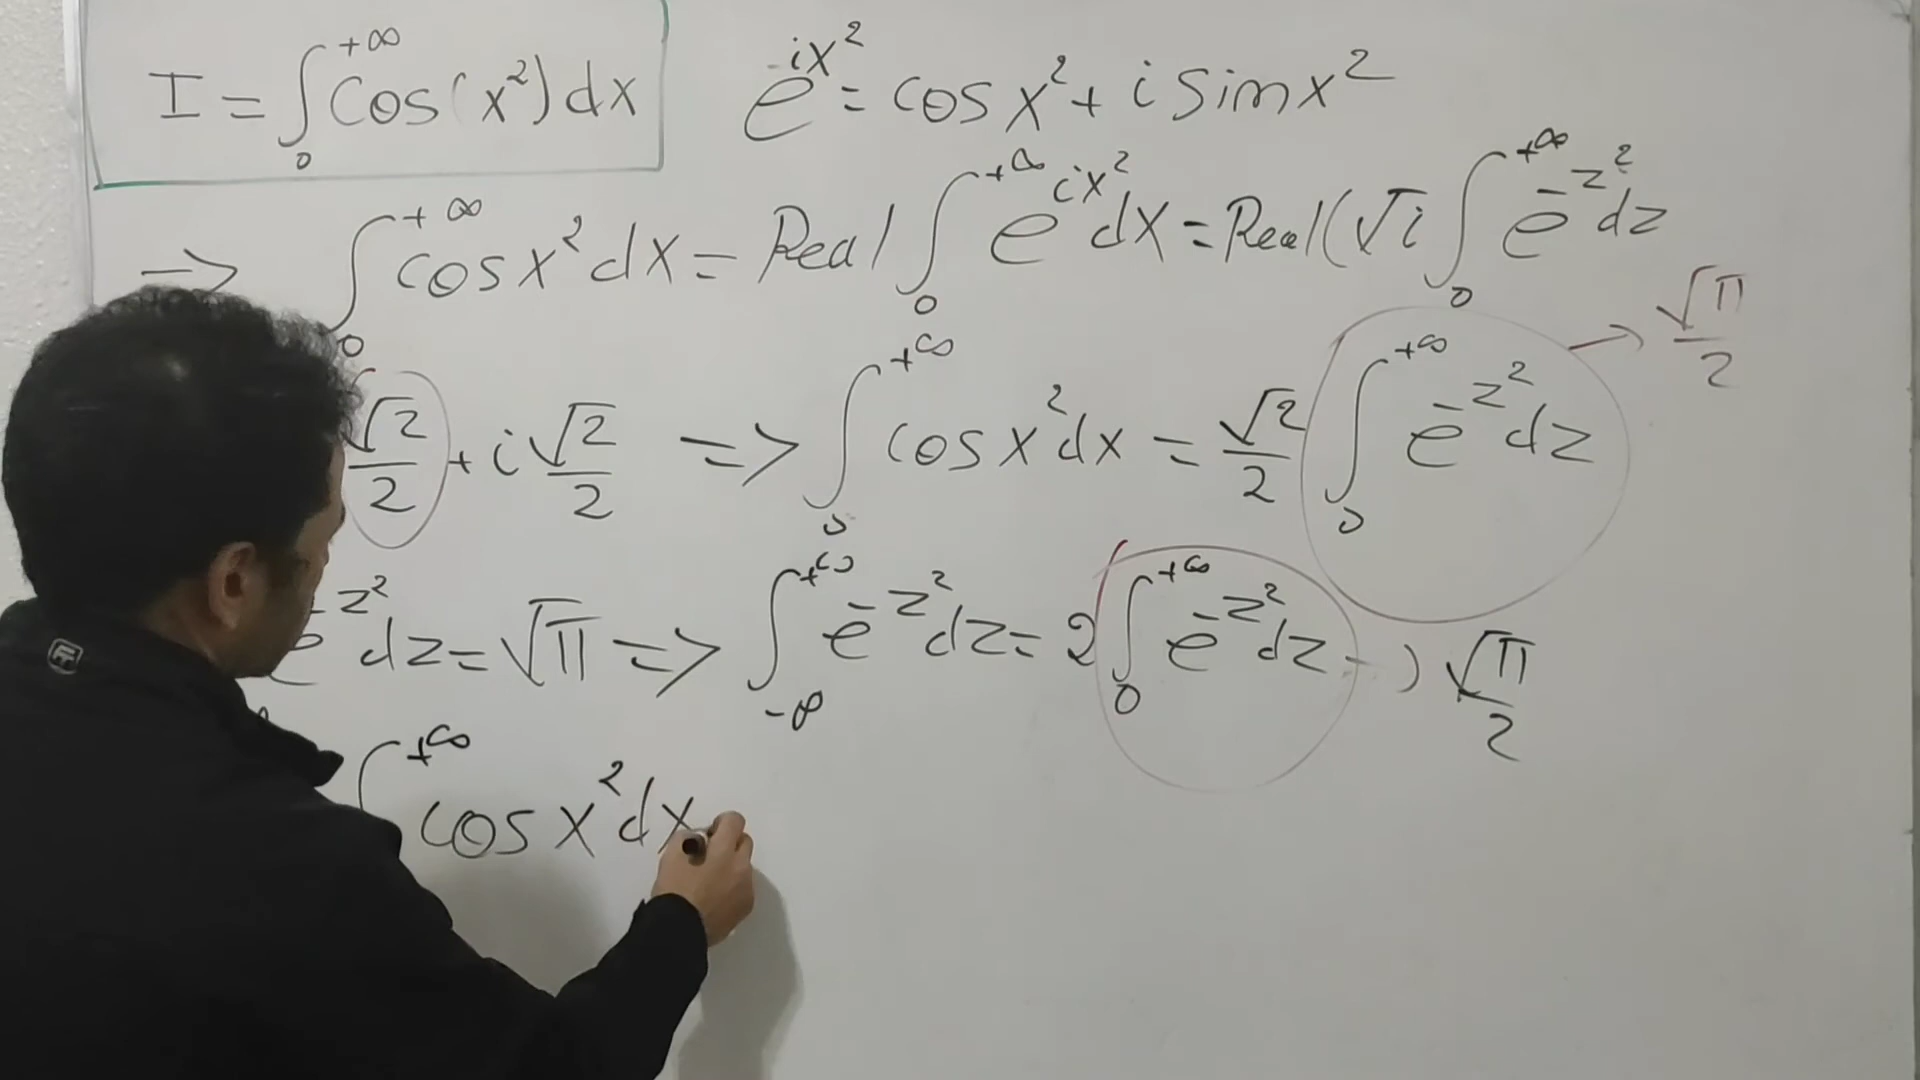 I = ∫₀^{+∞} Cos(x²)dx    e^{ix²} = cos x² + i sin x²
=> ∫₀^{+∞} cos x² dx = Real ∫₀^{+∞} e^{ix²} dx = Real(√i ∫₀^{+∞} e^{-z²} dz
√2/2 + i √2/2 => ∫₀^{+∞} cos x² dx = √2/2 ∫₀^{+∞} e^{-z²} dz → √π/2
e^{-z²} dz = √π => ∫_{-∞}^{+∞} e^{-z²} dz = 2 ∫₀^{+∞} e^{-z²} dz → √π/2
∫^{+∞} cos x² dx